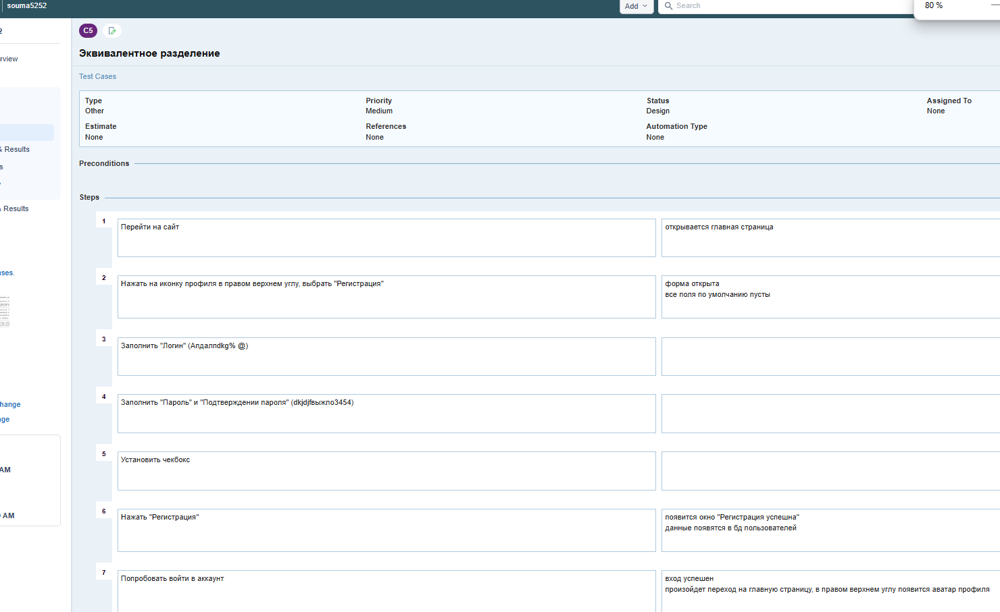 souma5252
Add
Search
80 %
2
rview
& Results
s
& Results
ses.
hange
nge
AM
AM
C5
Эквивалентное разделение
Test Cases
Type
Priority
Status
Assigned To
Other
Medium
Design
None
Estimate
References
Automation Type
None
None
None
Preconditions
Steps
1
Перейти на сайт
открывается главная страница
2
Нажать на иконку профиля в правом верхнем углу, выбрать "Регистрация"
форма открыта
все поля по умолчанию пусты
3
Заполнить "Логин" (Апдалпdkg% @)
4
Заполнить "Пароль" и "Подтверждении пароля" (dkjdjfвыжло3454)
5
Установить чекбокс
6
Нажать "Регистрация"
появится окно "Регистрация успешна"
данные появятся в бд пользователей
7
Попробовать войти в аккаунт
вход успешен
произойдет переход на главную страницу, в правом верхнем углу появится аватар профиля